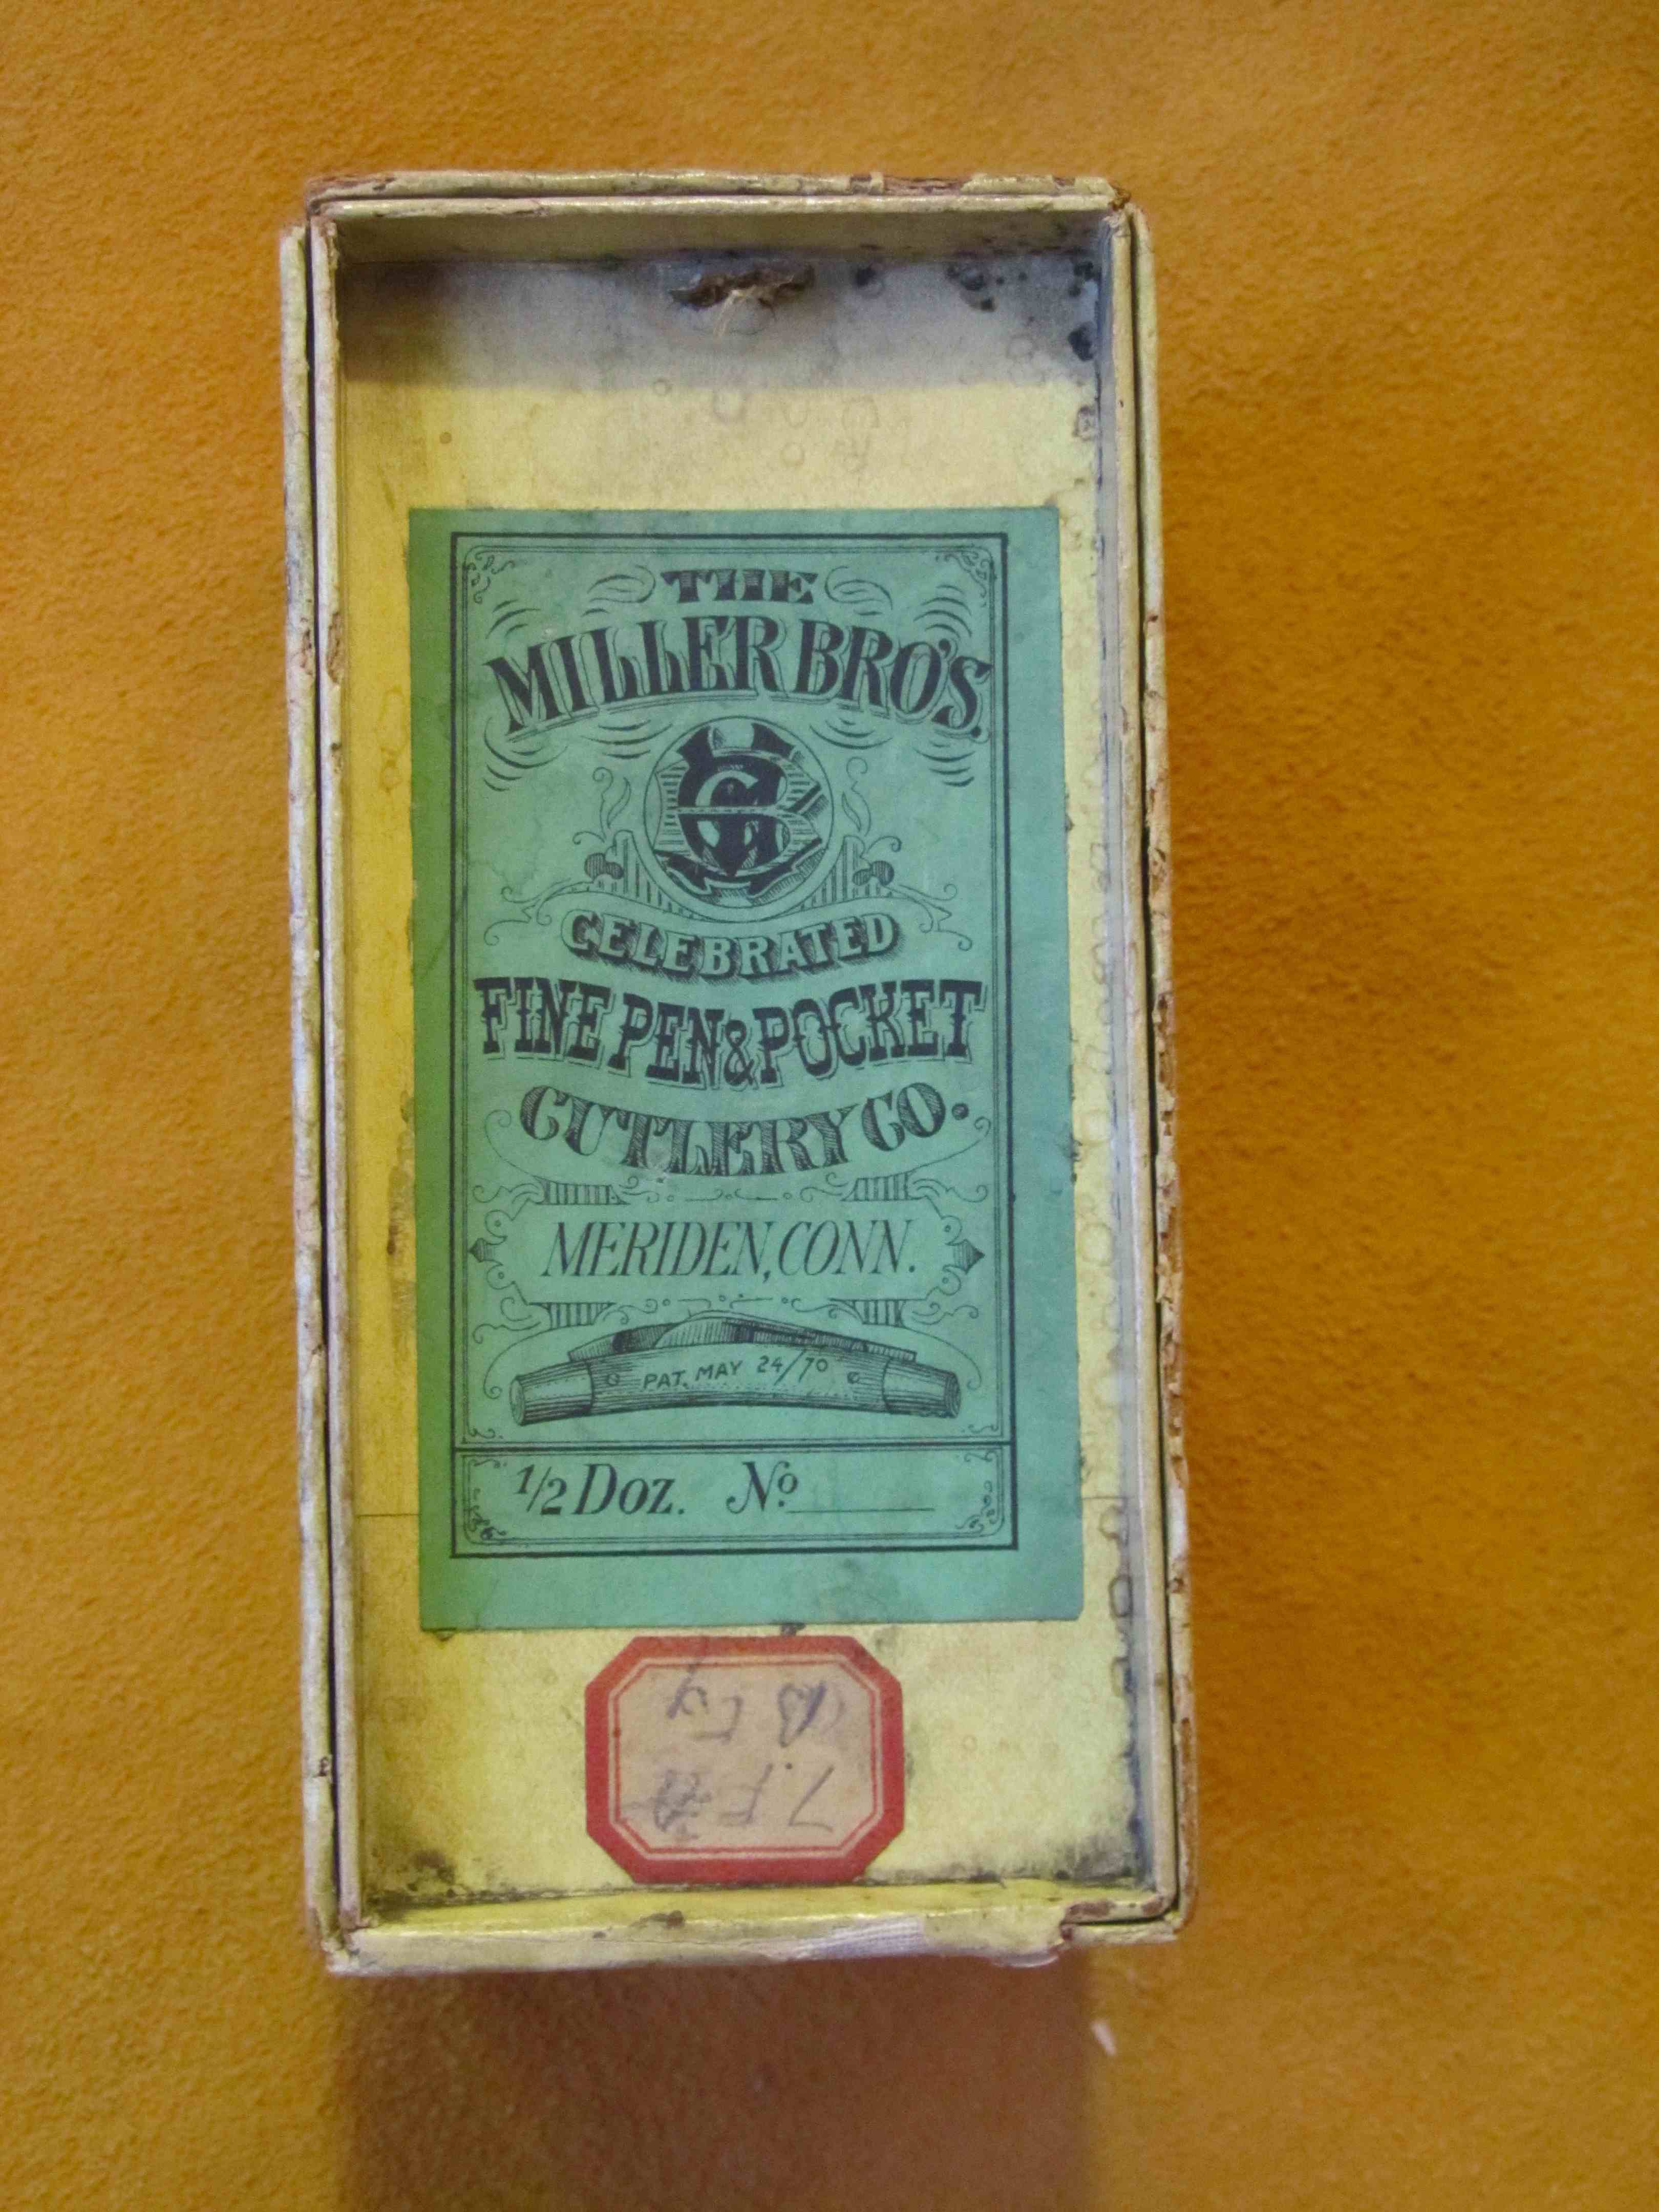 THE
MILLER BRO'S.
CELEBRATED
FINE PEN & POCKET
CUTLERY CO.
MERIDEN, CONN.
PAT. MAY 24/70
1/2 Doz. No